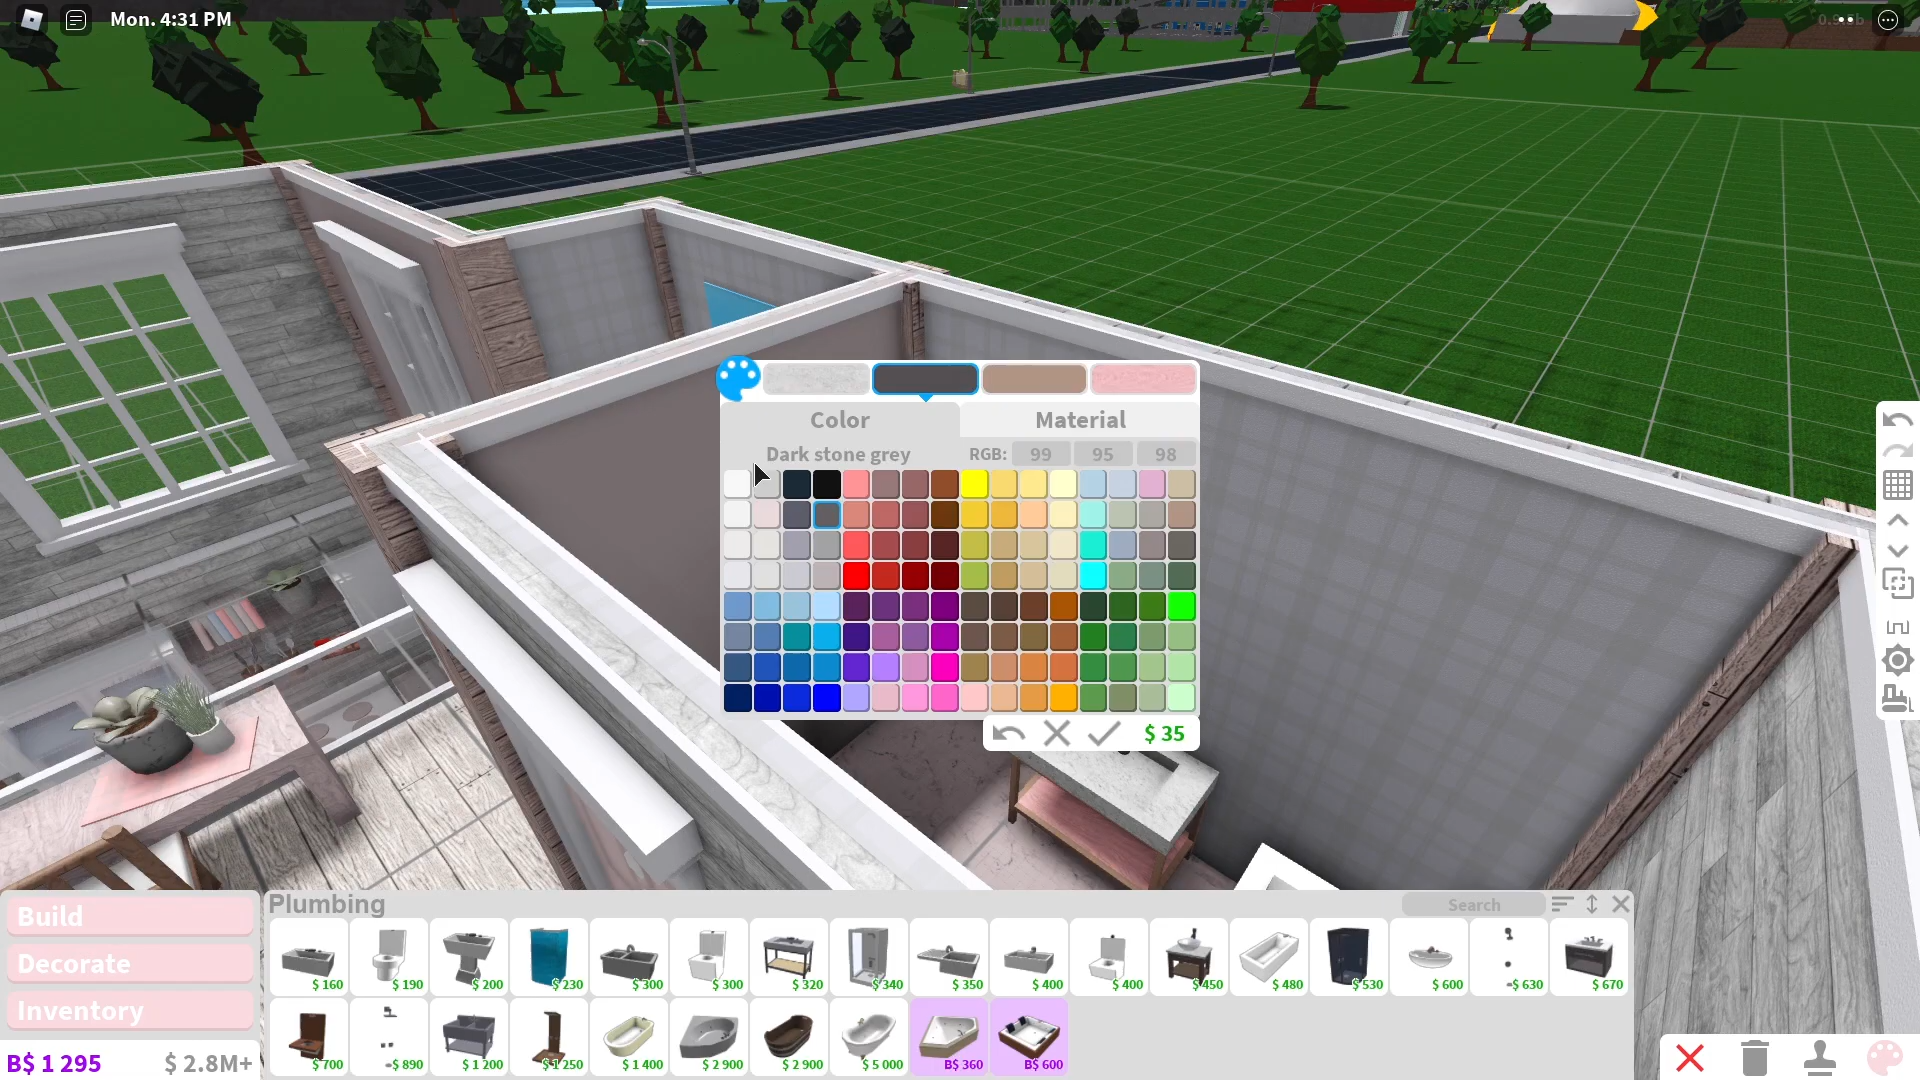 Mon. 4:31 PM
Color
Material
Dark stone grey
RGB: 99 95 98
$ 35
Build
Decorate
Inventory
B$ 1 295
$ 2.8M+
Plumbing
Search
$ 160
$ 190
$ 200
$ 230
$ 300
$ 300
$ 320
$ 340
$ 350
$ 400
$ 400
$ 450
$ 480
$ 530
$ 600
$ 630
$ 670
$ 700
$ 890
$ 1 200
$ 1 250
$ 1 400
$ 2 900
$ 2 900
$ 5 000
B$ 360
B$ 600